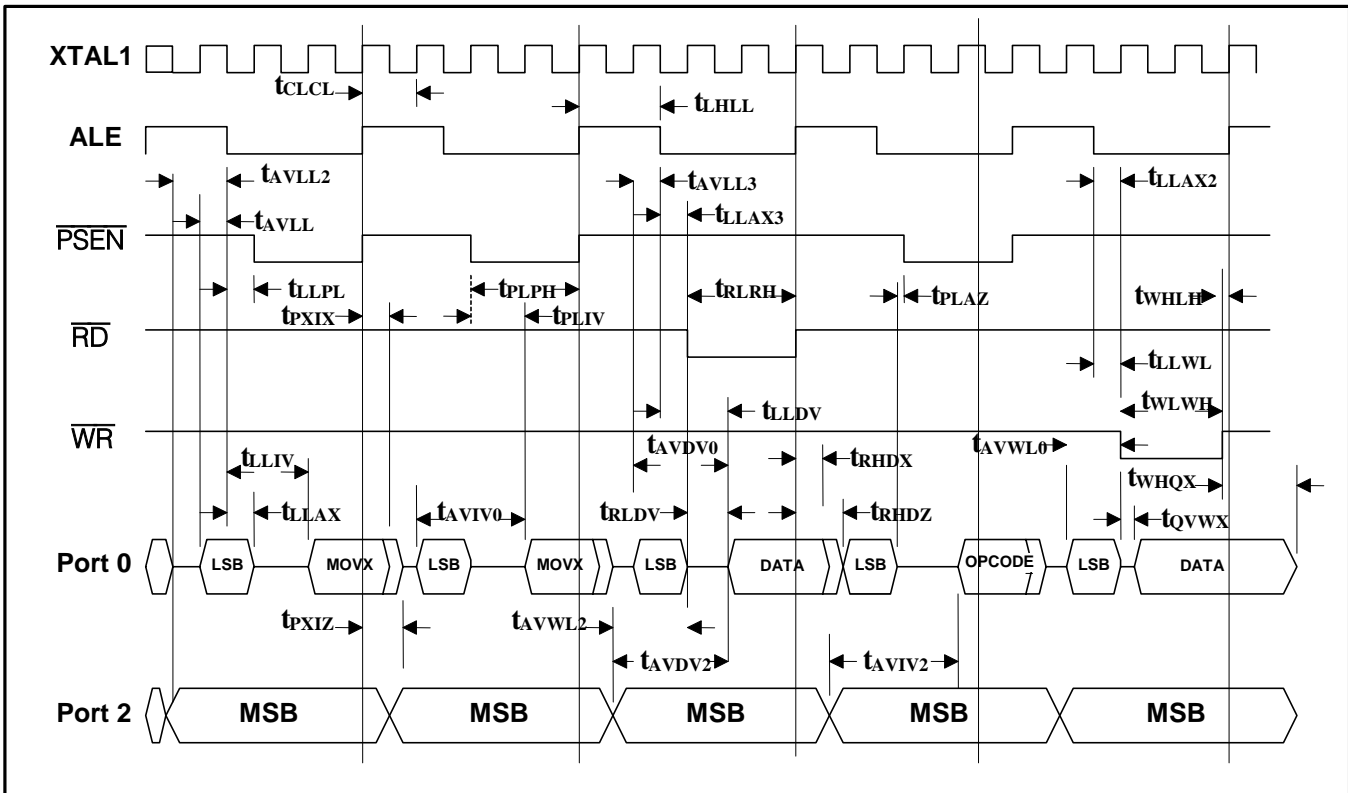 XTAL1
tCLCL
tLHLL
ALE
tAVLL2
tAVLL3
tLLAX2
tAVLL
tLLAX3
PSEN
tLLPL
tPLPH
tRLRH
tPLAZ
tWHLH
tPXIX
tPLIV
RD
tLLWL
tLLDV
tWLWH
WR
tAVDV0
tAVWL0
tLLIV
tRHDX
tWHQX
tLLAX
tAVIV0
tRLDV
tRHDZ
tQVWX
Port 0
LSB MOVX LSB MOVX LSB DATA LSB OPCODE LSB DATA
tPXIZ
tAVWL2
tAVDV2
tAVIV2
Port 2
MSB MSB MSB MSB MSB